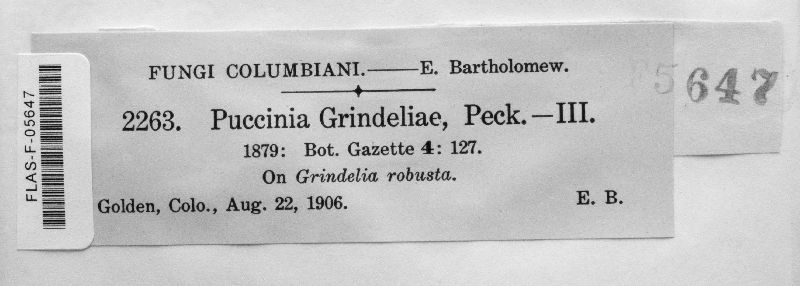 FUNGI COLUMBIANI.——E. Bartholomew.
2263. Puccinia Grindeliae, Peck.—III.
1879: Bot. Gazette 4: 127.
On Grindelia robusta.
Golden, Colo., Aug. 22, 1906. E. B.
FLAS-F-05647
5647